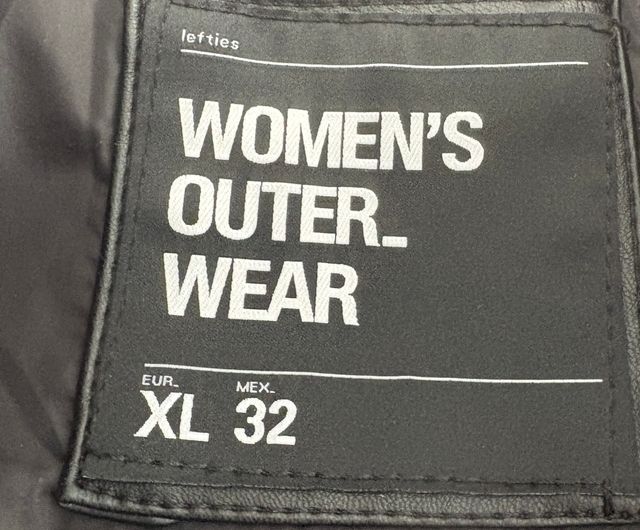 lefties
WOMEN'S
OUTER_
WEAR
EUR_ MEX_
XL 32